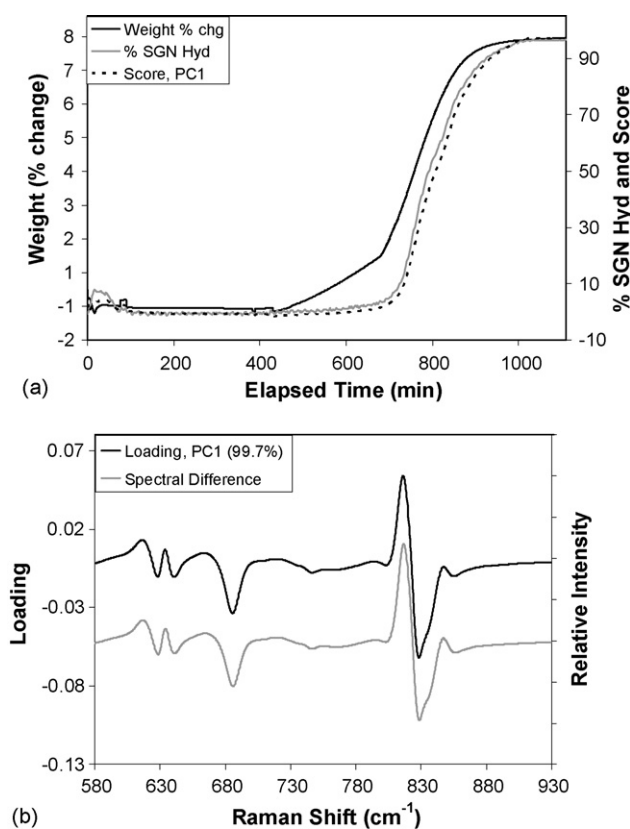 8
7
6
5
4
3
2
1
-1
-2
Weight (% change)
Weight % chg
% SGN Hyd
Score, PC1
90
70
50
30
10
-10
% SGN Hyd and Score
0
200
400
600
800
1000
Elapsed Time (min)
(a)
0.07
0.02
-0.03
-0.08
-0.13
Loading
Loading, PC1 (99.7%)
Spectral Difference
Relative Intensity
580
630
680
730
780
830
880
930
Raman Shift (cm⁻¹)
(b)